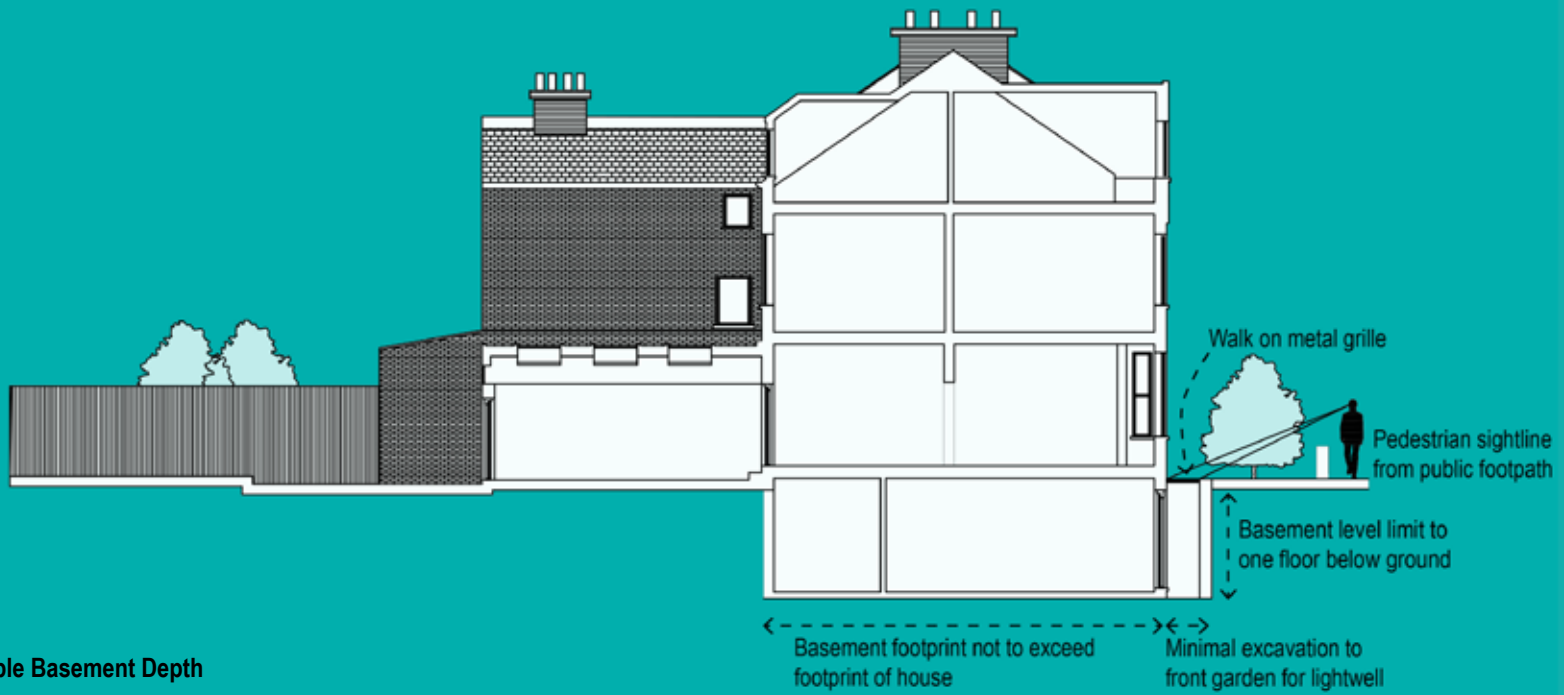 Walk on metal grille
Pedestrian sightline
from public footpath
Basement level limit to
one floor below ground
Basement footprint not to exceed
footprint of house
Minimal excavation to
front garden for lightwell
Basement Depth